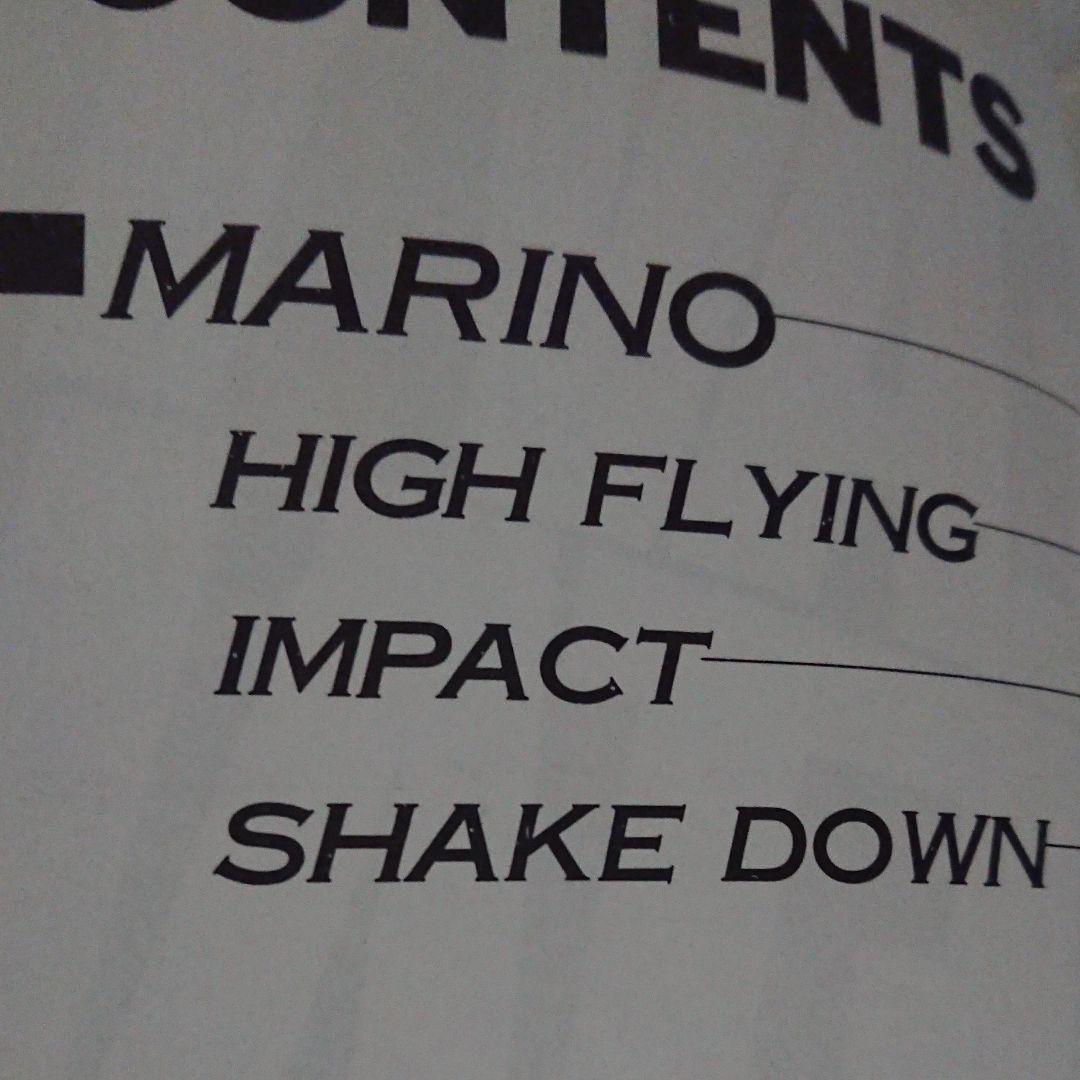 CONTENTS
MARINO
HIGH FLYING
IMPACT
SHAKE DOWN